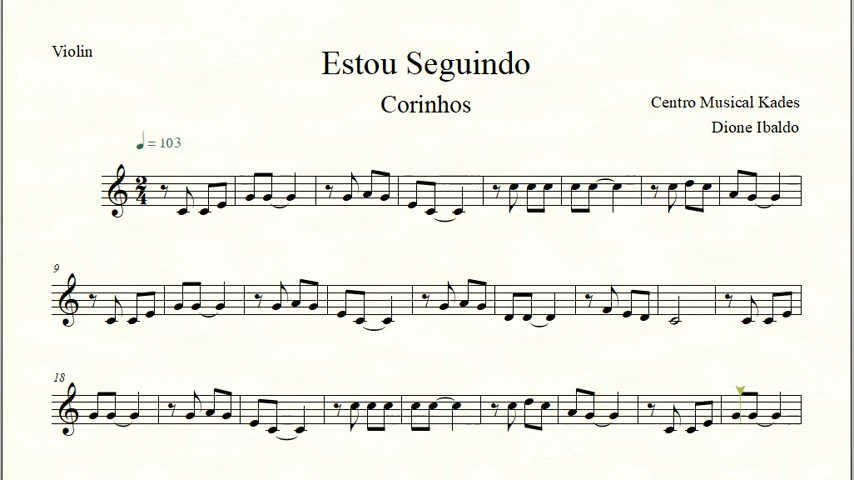 Violin
Estou Seguindo
Corinhos
Centro Musical Kades
Dione Ibaldo
= 103
2
4
9
18